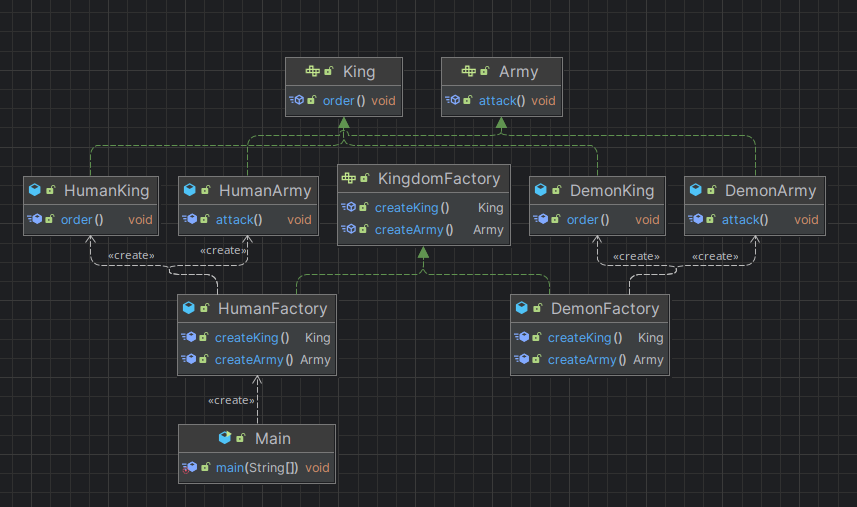 King
order() void
Army
attack() void
HumanKing
order() void
HumanArmy
attack() void
KingdomFactory
createKing() King
createArmy() Army
DemonKing
order() void
DemonArmy
attack() void
«create»
«create»
«create»
«create»
HumanFactory
createKing() King
createArmy() Army
DemonFactory
createKing() King
createArmy() Army
«create»
Main
main(String[]) void